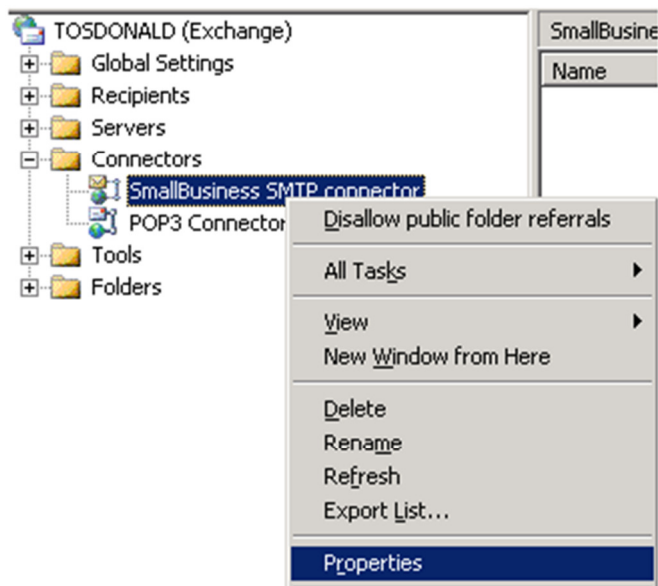 TOSDONALD (Exchange)
Global Settings
Recipients
Servers
Connectors
SmallBusiness SMTP connector
POP3 Connector
Tools
Folders
SmallBusine
Name
Disallow public folder referrals
All Tasks
View
New Window from Here
Delete
Rename
Refresh
Export List...
Properties